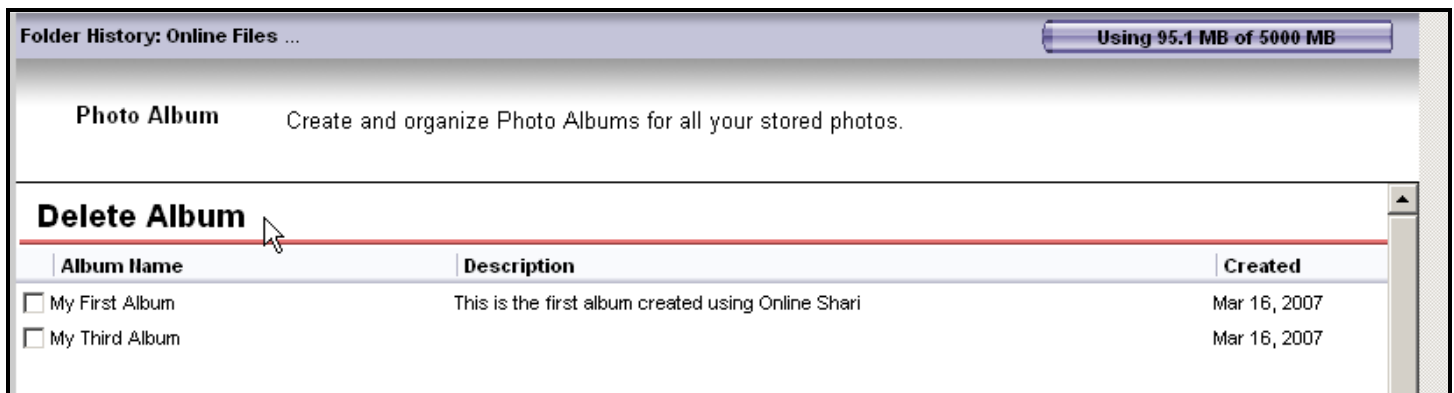 Folder History: Online Files ...
Using 95.1 MB of 5000 MB
Photo Album
Create and organize Photo Albums for all your stored photos.
Delete Album
Album Name Description Created
My First Album This is the first album created using Online Shari Mar 16, 2007
My Third Album Mar 16, 2007